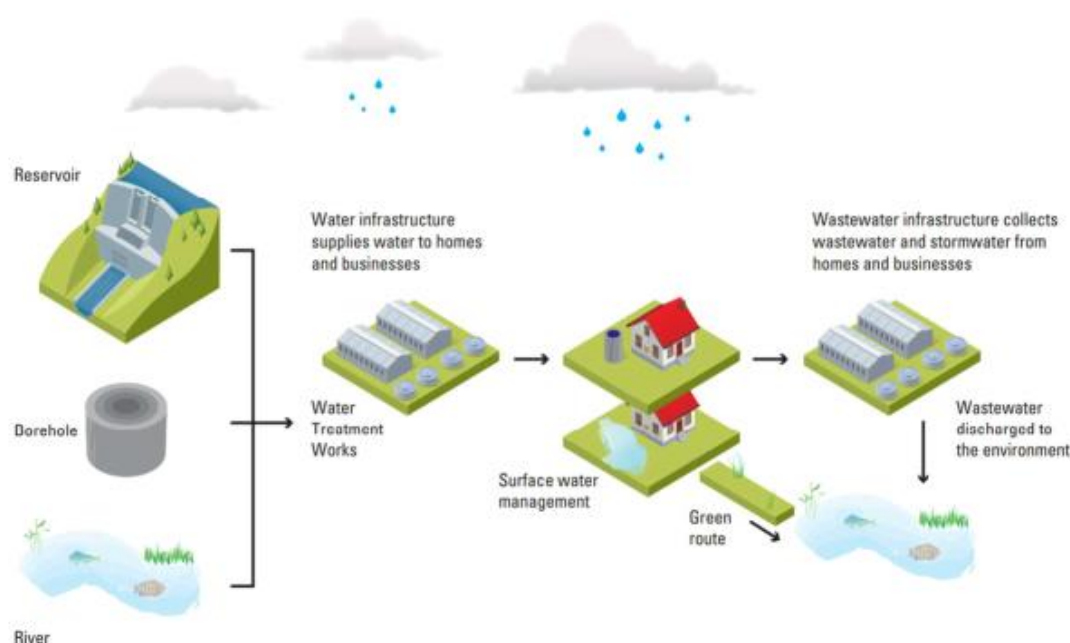 Reservoir
Water infrastructure
supplies water to homes
and businesses
Wastewater infrastructure collects
wastewater and stormwater from
homes and businesses
Dorehole
Water
Treatment
Works
Wastewater
discharged to
the environment
Surface water
management
Green
route
River